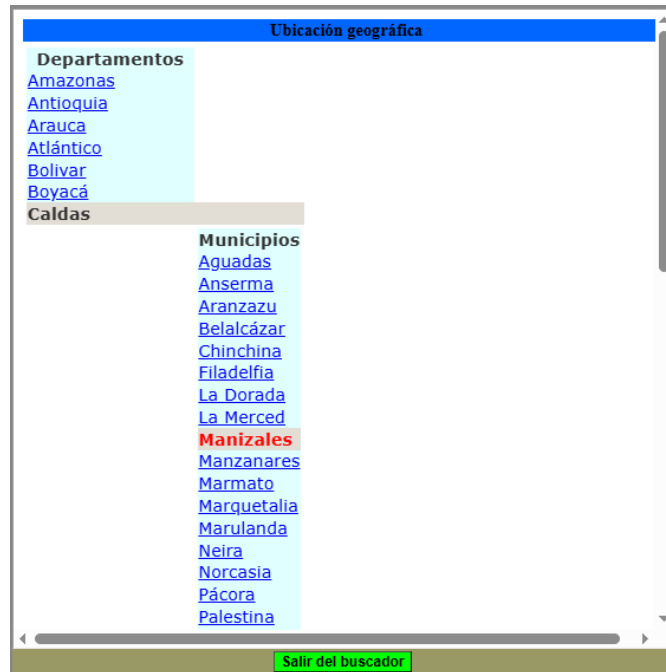 Ubicación geográfica
Departamentos
Amazonas
Antioquia
Arauca
Atlántico
Bolivar
Boyacá
Caldas
Municipios
Aguadas
Anserma
Aranzazu
Belalcázar
Chinchina
Filadelfia
La Dorada
La Merced
Manizales
Manzanares
Marmato
Marquetalia
Marulanda
Neira
Norcasia
Pácora
Palestina
Salir del buscador